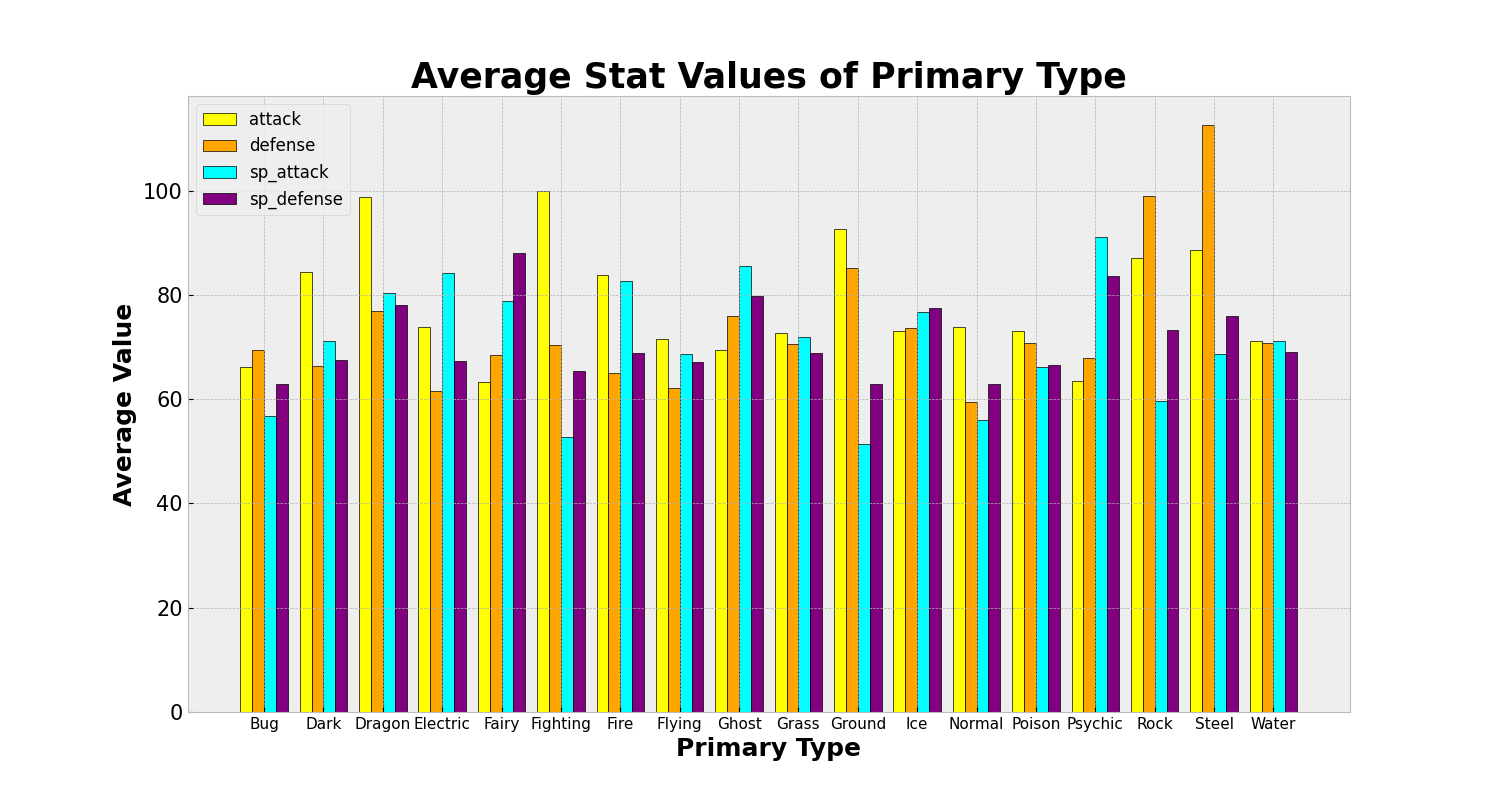 Average Stat Values of Primary Type
attack
defense
sp_attack
sp_defense
Average Value
100
80
60
40
20
0
Bug Dark Dragon Electric Fairy Fighting Fire Flying Ghost Grass Ground Ice Normal Poison Psychic Rock Steel Water
Primary Type